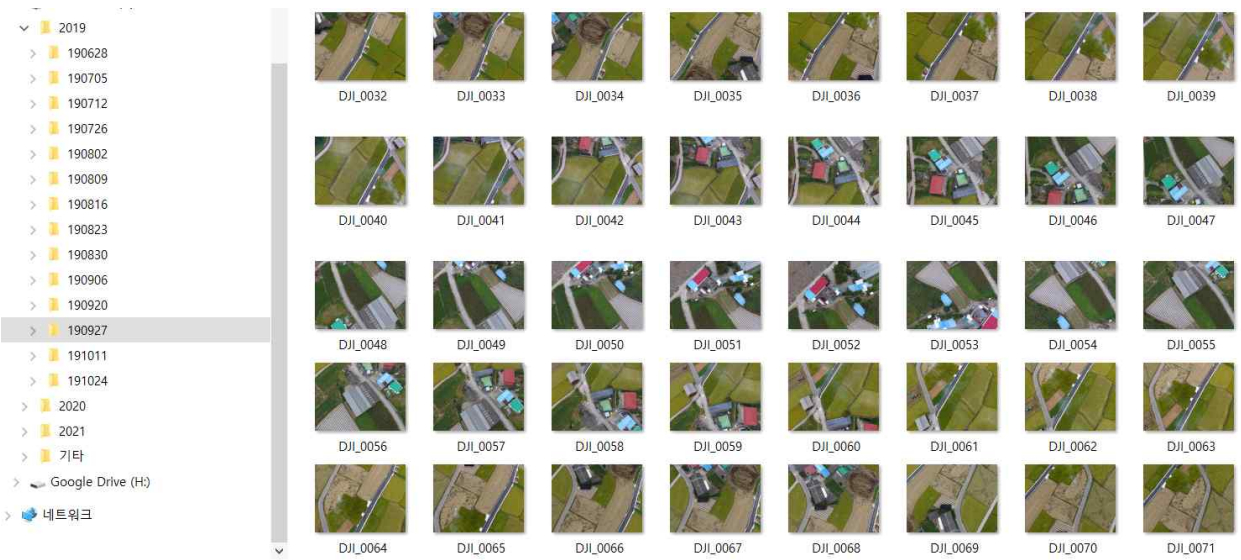 2019
190628
190705
190712
190726
190802
190809
190816
190823
190830
190906
190920
190927
191011
191024
2020
2021
기타
Google Drive (H:)
네트워크
DJI_0032 DJI_0033 DJI_0034 DJI_0035 DJI_0036 DJI_0037 DJI_0038 DJI_0039
DJI_0040 DJI_0041 DJI_0042 DJI_0043 DJI_0044 DJI_0045 DJI_0046 DJI_0047
DJI_0048 DJI_0049 DJI_0050 DJI_0051 DJI_0052 DJI_0053 DJI_0054 DJI_0055
DJI_0056 DJI_0057 DJI_0058 DJI_0059 DJI_0060 DJI_0061 DJI_0062 DJI_0063
DJI_0064 DJI_0065 DJI_0066 DJI_0067 DJI_0068 DJI_0069 DJI_0070 DJI_0071